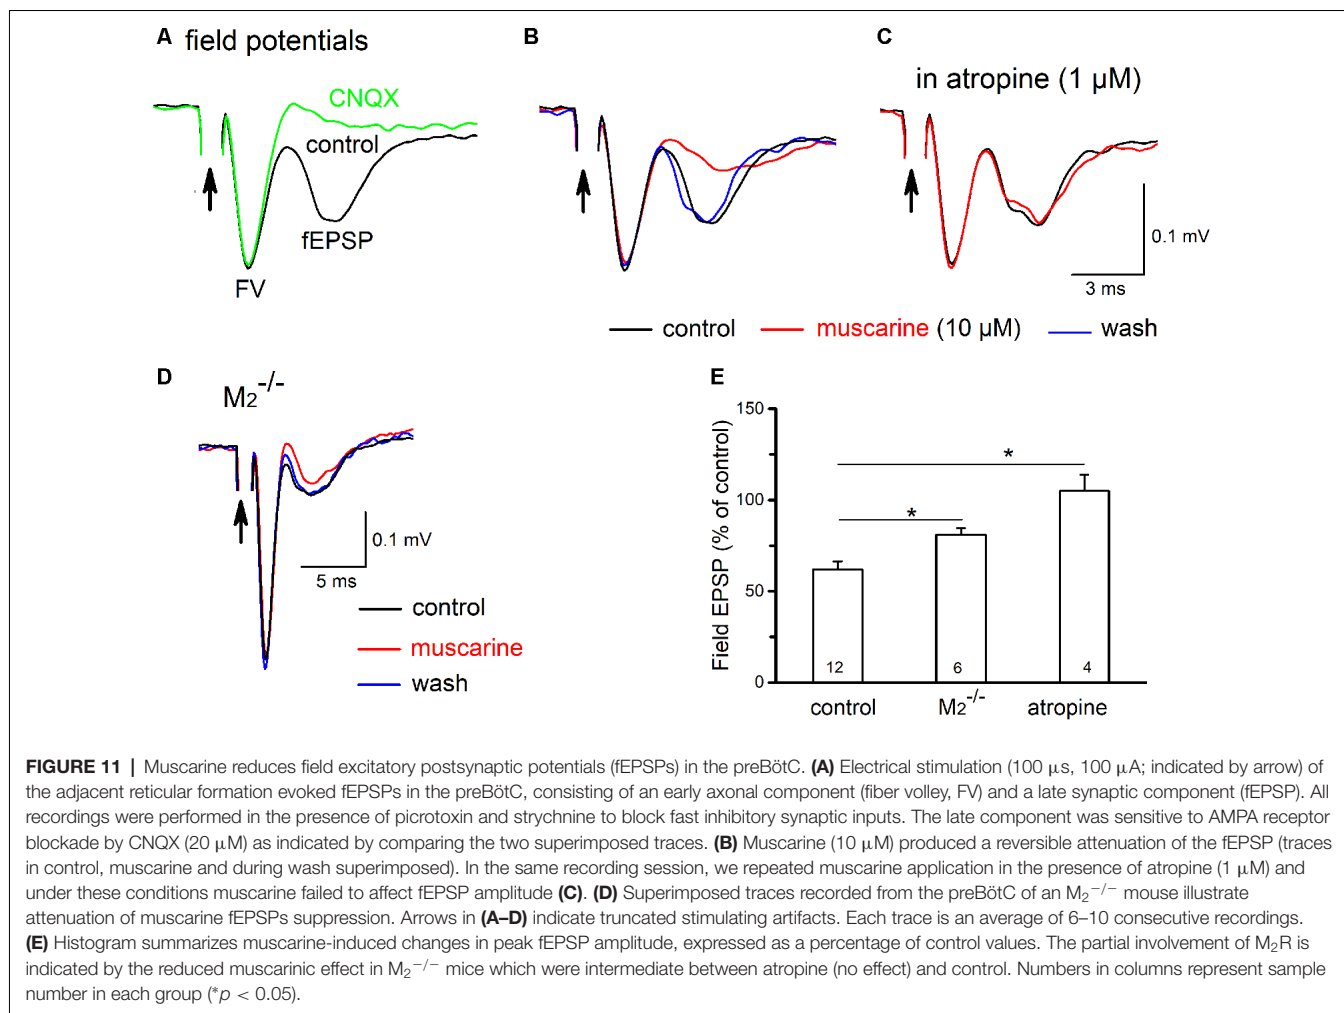 A field potentials
CNQX
control
fEPSP
FV
B
C
in atropine (1 µM)
0.1 mV
3 ms
control muscarine (10 µM) wash
D
M2-/-
0.1 mV
5 ms
control
muscarine
wash
E
Field EPSP (% of control)
150
100
50
0
*
*
12
6
4
control M2-/- atropine
FIGURE 11 | Muscarine reduces field excitatory postsynaptic potentials (fEPSPs) in the preBötC. (A) Electrical stimulation (100 µs, 100 µA; indicated by arrow) of
the adjacent reticular formation evoked fEPSPs in the preBötC, consisting of an early axonal component (fiber volley, FV) and a late synaptic component (fEPSP). All
recordings were performed in the presence of picrotoxin and strychnine to block fast inhibitory synaptic inputs. The late component was sensitive to AMPA receptor
blockade by CNQX (20 µM) as indicated by comparing the two superimposed traces. (B) Muscarine (10 µM) produced a reversible attenuation of the fEPSP (traces
in control, muscarine and during wash superimposed). In the same recording session, we repeated muscarine application in the presence of atropine (1 µM) and
under these conditions muscarine failed to affect fEPSP amplitude (C). (D) Superimposed traces recorded from the preBötC of an M2−/− mouse illustrate
attenuation of muscarine fEPSPs suppression. Arrows in (A–D) indicate truncated stimulating artifacts. Each trace is an average of 6–10 consecutive recordings.
(E) Histogram summarizes muscarine-induced changes in peak fEPSP amplitude, expressed as a percentage of control values. The partial involvement of M2R is
indicated by the reduced muscarinic effect in M2−/− mice which were intermediate between atropine (no effect) and control. Numbers in columns represent sample
number in each group (*p < 0.05).